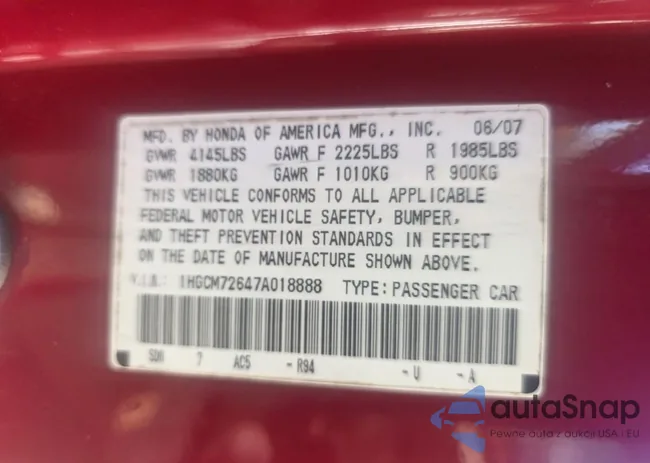 MFD. BY HONDA OF AMERICA MFG., INC. 06/07
GVWR 4145LBS GAWR F 2225LBS R 1985LBS
GVWR 1880KG GAWR F 1010KG R 900KG
THIS VEHICLE CONFORMS TO ALL APPLICABLE
FEDERAL MOTOR VEHICLE SAFETY, BUMPER,
AND THEFT PREVENTION STANDARDS IN EFFECT
ON THE DATE OF MANUFACTURE SHOWN ABOVE.
V.I.N.: 1HGCM72647A018888 TYPE:PASSENGER CAR
7 AC5 - R94 - U - A
autaSnap
Pewne auta z aukcji USA i EU